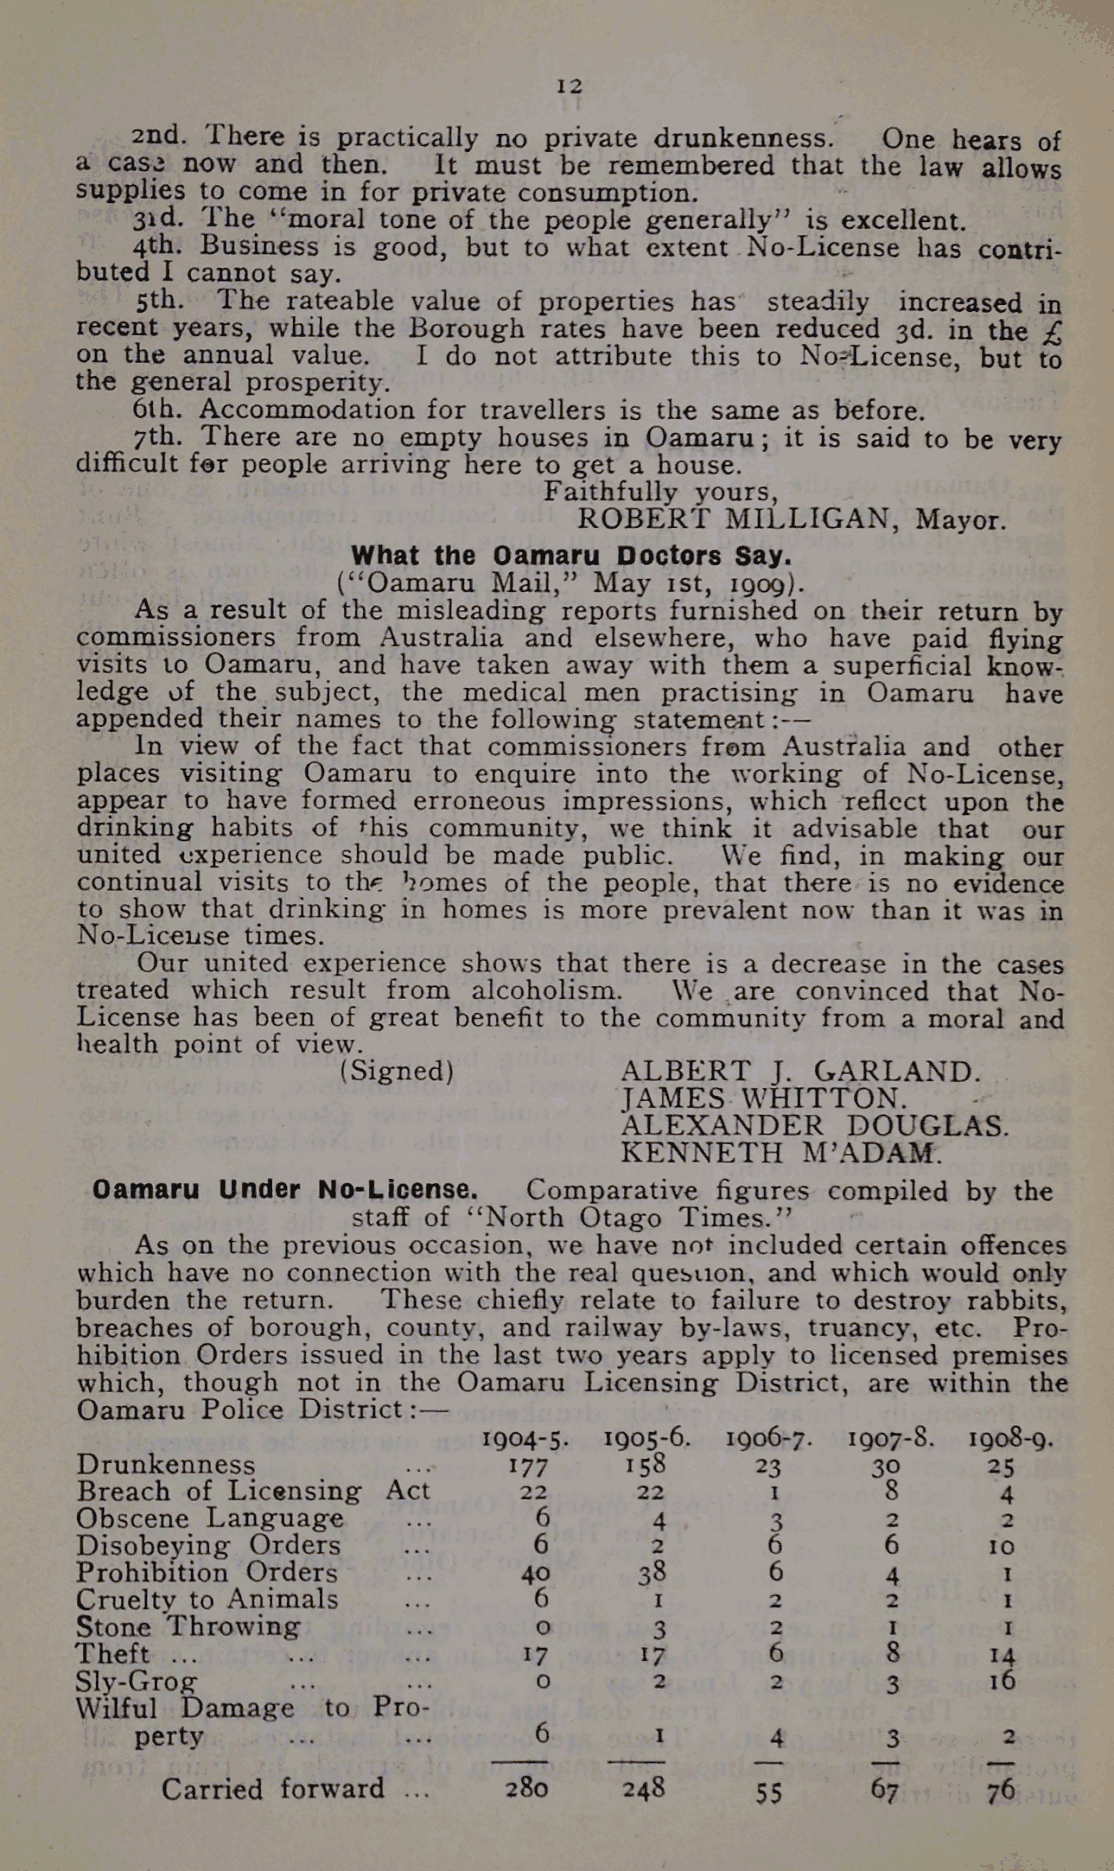 12
2nd. There is practically no private drunkenness. One hears of
a case now and then. It must be remembered that the law allows
supplies to come in for private consumption.
3rd. The "moral tone of the people generally" is excellent.
4th. Business is good, but to what extent No-License has contri-
buted I cannot say.
5th. The rateable value of properties has steadily increased in
recent years, while the Borough rates have been reduced 3d. in the £
on the annual value. I do not attribute this to No-License, but to
the general prosperity.
6th. Accommodation for travellers is the same as before.
7th. There are no empty houses in Oamaru; it is said to be very
difficult for people arriving here to get a house.
Faithfully yours,
ROBERT MILLIGAN, Mayor.
What the Oamaru Doctors Say.
("Oamaru Mail," May 1st, 1909).
As a result of the misleading reports furnished on their return by
commissioners from Australia and elsewhere, who have paid flying
visits to Oamaru, and have taken away with them a superficial know-
ledge of the subject, the medical men practising in Oamaru have
appended their names to the following statement:--
In view of the fact that commissioners from Australia and other
places visiting Oamaru to enquire into the working of No-License,
appear to have formed erroneous impressions, which reflect upon the
drinking habits of this community, we think it advisable that our
united experience should be made public. We find, in making our
continual visits to the homes of the people, that there is no evidence
to show that drinking in homes is more prevalent now than it was in
No-License times.
Our united experience shows that there is a decrease in the cases
treated which result from alcoholism. We are convinced that No-
License has been of great benefit to the community from a moral and
health point of view.
(Signed) ALBERT J. GARLAND.
JAMES WHITTON.
ALEXANDER DOUGLAS.
KENNETH M'ADAM.
Oamaru Under No-License. Comparative figures compiled by the
staff of "North Otago Times."
As on the previous occasion, we have not included certain offences
which have no connection with the real question, and which would only
burden the return. These chiefly relate to failure to destroy rabbits,
breaches of borough, county, and railway by-laws, truancy, etc. Pro-
hibition Orders issued in the last two years apply to licensed premises
which, though not in the Oamaru Licensing District, are within the
Oamaru Police District:—
1904-5. 1905-6. 1906-7. 1907-8. 1908-9.
Drunkenness ... 177 158 23 30 25
Breach of Licensing Act 22 22 1 8 4
Obscene Language ... 6 4 3 2 2
Disobeying Orders ... 6 2 6 6 10
Prohibition Orders ... 40 38 6 4 1
Cruelty to Animals ... 6 1 2 2 1
Stone Throwing ... 0 3 2 1 1
Theft ... ... ... 17 17 6 8 14
Sly-Grog ... ... 0 2 2 3 16
Wilful Damage to Pro-
perty ... ... 6 1 4 3 2
Carried forward ... 280 248 55 67 76